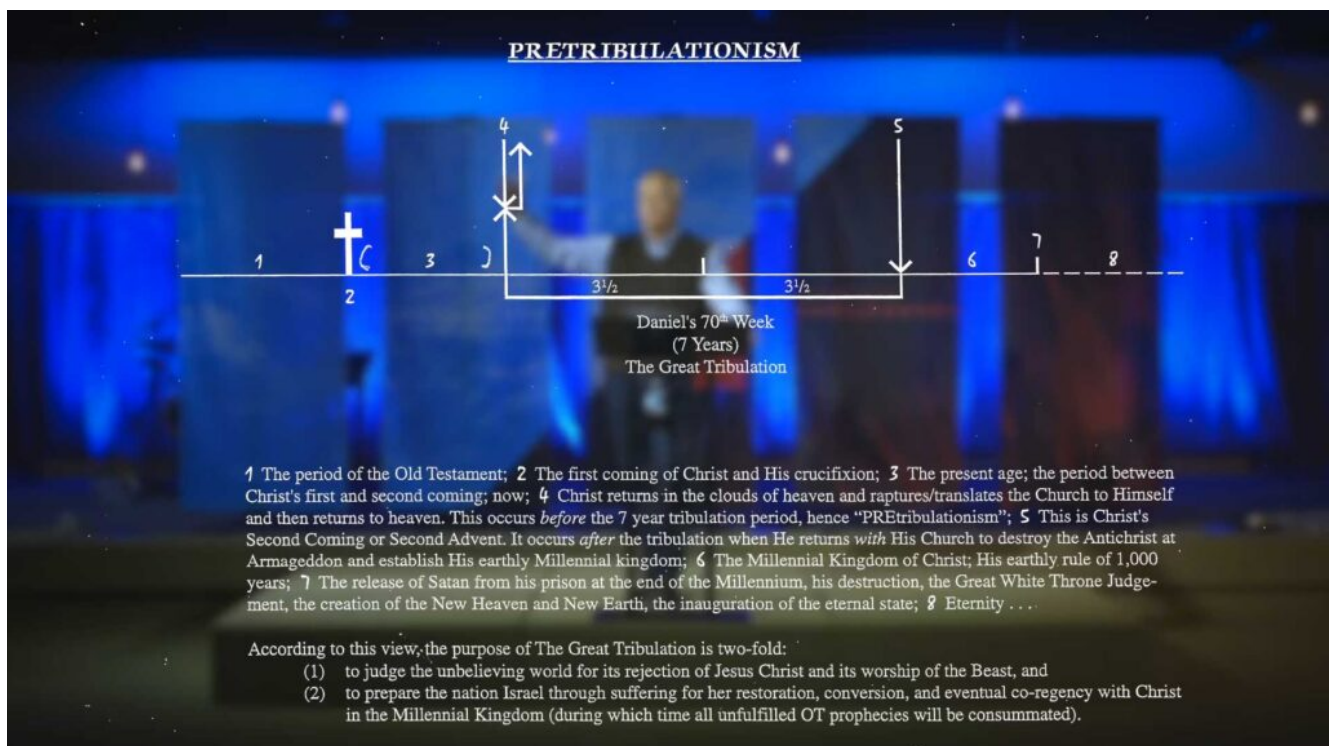 PRETRIBULATIONISM
4 5
1 ( 3 ) 6 7 8
2 3½ 3½
Daniel's 70th Week
(7 Years)
The Great Tribulation
1 The period of the Old Testament; 2 The first coming of Christ and His crucifixion; 3 The present age; the period between
Christ's first and second coming; now; 4 Christ returns in the clouds of heaven and raptures/translates the Church to Himself
and then returns to heaven. This occurs before the 7 year tribulation period, hence “PREtribulationism”; 5 This is Christ's
Second Coming or Second Advent. It occurs after the tribulation when He returns with His Church to destroy the Antichrist at
Armageddon and establish His earthly Millennial kingdom; 6 The Millennial Kingdom of Christ; His earthly rule of 1,000
years; 7 The release of Satan from his prison at the end of the Millennium, his destruction, the Great White Throne Judge-
ment, the creation of the New Heaven and New Earth, the inauguration of the eternal state; 8 Eternity . . .
According to this view, the purpose of The Great Tribulation is two-fold:
(1) to judge the unbelieving world for its rejection of Jesus Christ and its worship of the Beast, and
(2) to prepare the nation Israel through suffering for her restoration, conversion, and eventual co-regency with Christ
in the Millennial Kingdom (during which time all unfulfilled OT prophecies will be consummated).